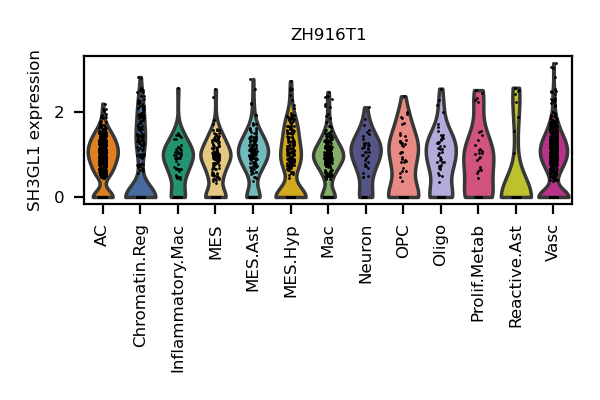 ZH916T1
SH3GL1 expression
2
0
AC
Chromatin.Reg
Inflammatory.Mac
MES
MES.Ast
MES.Hyp
Mac
Neuron
OPC
Oligo
Prolif.Metab
Reactive.Ast
Vasc